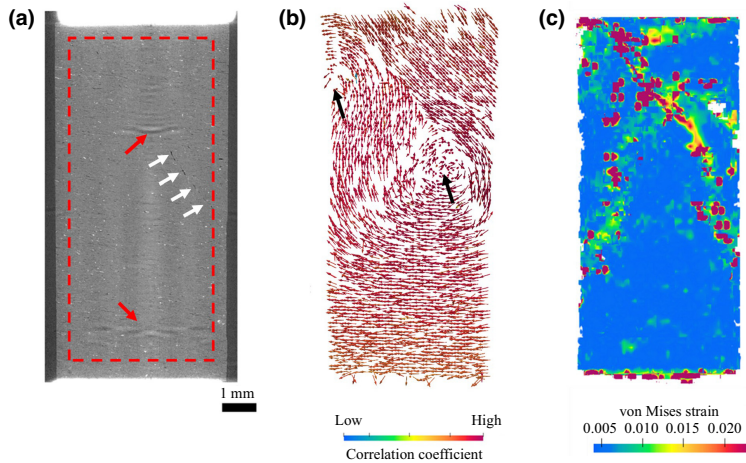 (a)
(b)
(c)
1 mm
Low
High
Correlation coefficient
von Mises strain
0.005 0.010 0.015 0.020